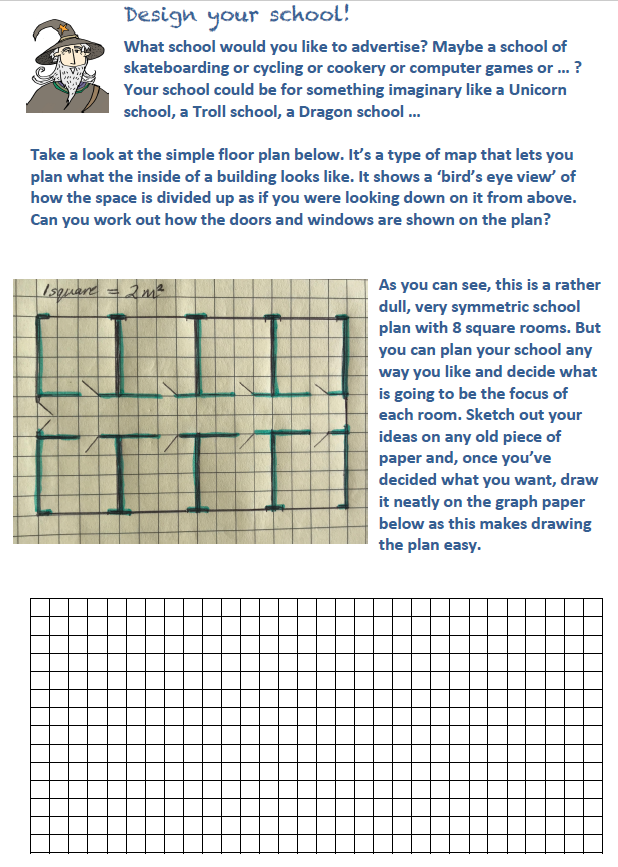 Design your school!
What school would you like to advertise? Maybe a school of
skateboarding or cycling or cookery or computer games or … ?
Your school could be for something imaginary like a Unicorn
school, a Troll school, a Dragon school …
Take a look at the simple floor plan below. It’s a type of map that lets you
plan what the inside of a building looks like. It shows a ‘bird’s eye view’ of
how the space is divided up as if you were looking down on it from above.
Can you work out how the doors and windows are shown on the plan?
1 square = 2m²
As you can see, this is a rather
dull, very symmetric school
plan with 8 square rooms. But
you can plan your school any
way you like and decide what
is going to be the focus of
each room. Sketch out your
ideas on any old piece of
paper and, once you’ve
decided what you want, draw
it neatly on the graph paper
below as this makes drawing
the plan easy.